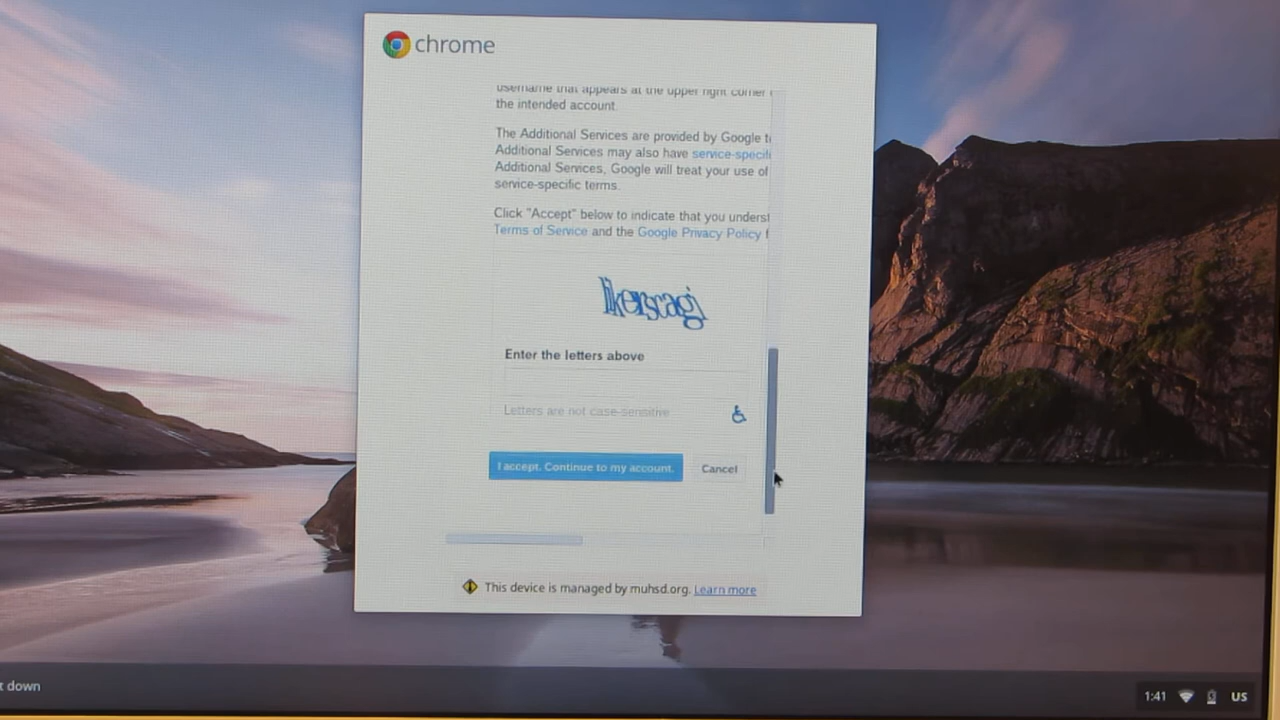 chrome
username that appears at the upper right corner
the intended account.
The Additional Services are provided by Google t
Additional Services may also have service-specifi
Additional Services, Google will treat your use of
service-specific terms.
Click "Accept" below to indicate that you underst
Terms of Service and the Google Privacy Policy f
Enter the letters above
Letters are not case-sensitive
I accept. Continue to my account.
Cancel
This device is managed by muhsd.org. Learn more
t down
1:41
US